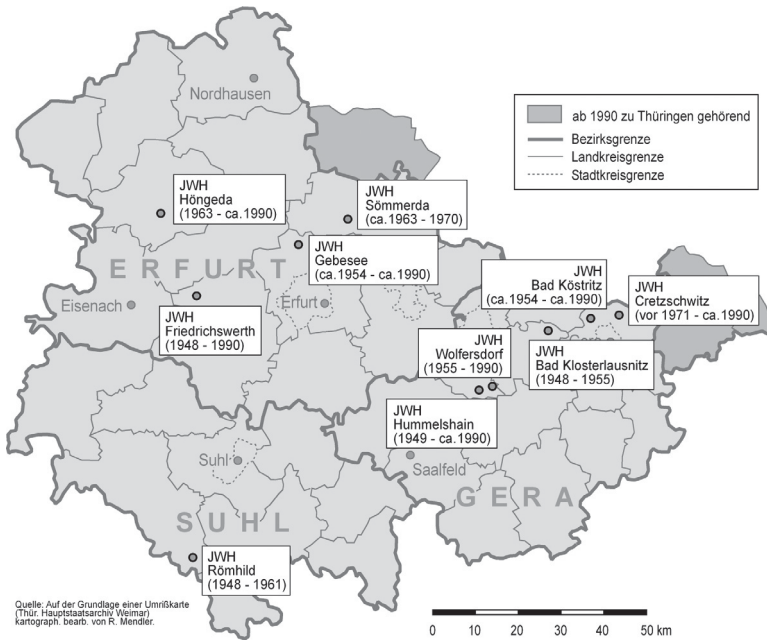 Nordhausen
ab 1990 zu Thüringen gehörend
Bezirksgrenze
Landkreisgrenze
Stadtkreisgrenze
JWH
Höngeda
(1963 - ca.1990)
JWH
Sömmerda
(ca.1963 - 1970)
JWH
Gebesee
(ca.1954 - ca.1990)
ERFURT
Eisenach
Erfurt
JWH
Friedrichswerth
(1948 - 1990)
JWH
Bad Köstritz
(ca.1954 - ca.1990)
JWH
Cretzschwitz
(vor 1971 - ca.1990)
JWH
Wolfersdorf
(1955 - 1990)
JWH
Bad Klosterlausnitz
(1948 - 1955)
JWH
Hummelshain
(1949 - ca.1990)
Suhl
Saalfeld
GERA
SUHL
JWH
Römhild
(1948 - 1961)
Quelle: Auf der Grundlage einer Umrißkarte
(Thür. Hauptstaatsarchiv Weimar)
kartograph. bearb. von R. Mendler.
0 10 20 30 40 50 km